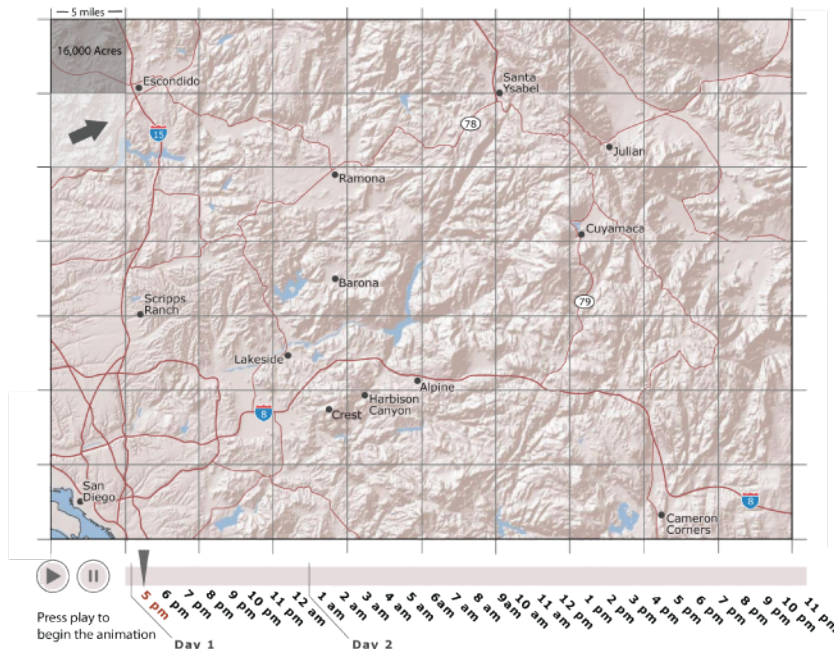 5 miles
16,000 Acres
Escondido
Santa
Ysabel
15
78
Julian
Ramona
Cuyamaca
Barona
79
Scripps
Ranch
Lakeside
Alpine
Harbison
Canyon
8
Crest
San
Diego
8
Cameron
Corners
5 pm
6 pm
7 pm
8 pm
9 pm
10 pm
11 pm
12 am
1 am
2 am
3 am
4 am
5 am
6am
7 am
8 am
9am
10 am
11 am
12 pm
1 pm
2 pm
3 pm
4 pm
5 pm
6 pm
7 pm
8 pm
9 pm
10 pm
11 pm
Press play to
begin the animation
Day 1
Day 2